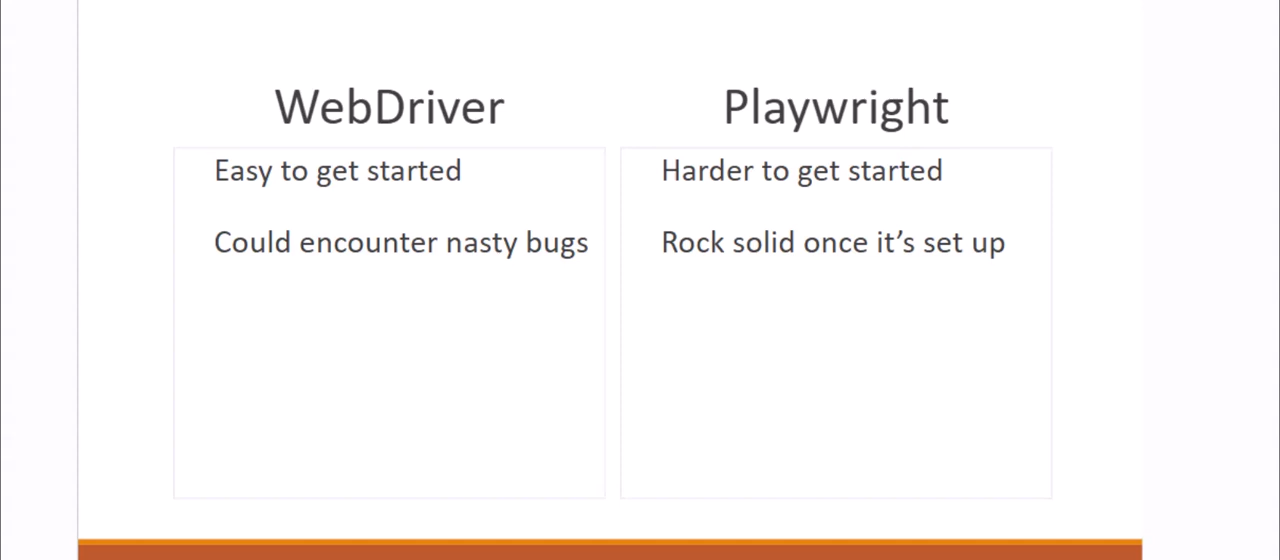 WebDriver
Easy to get started
Could encounter nasty bugs
Playwright
Harder to get started
Rock solid once it’s set up